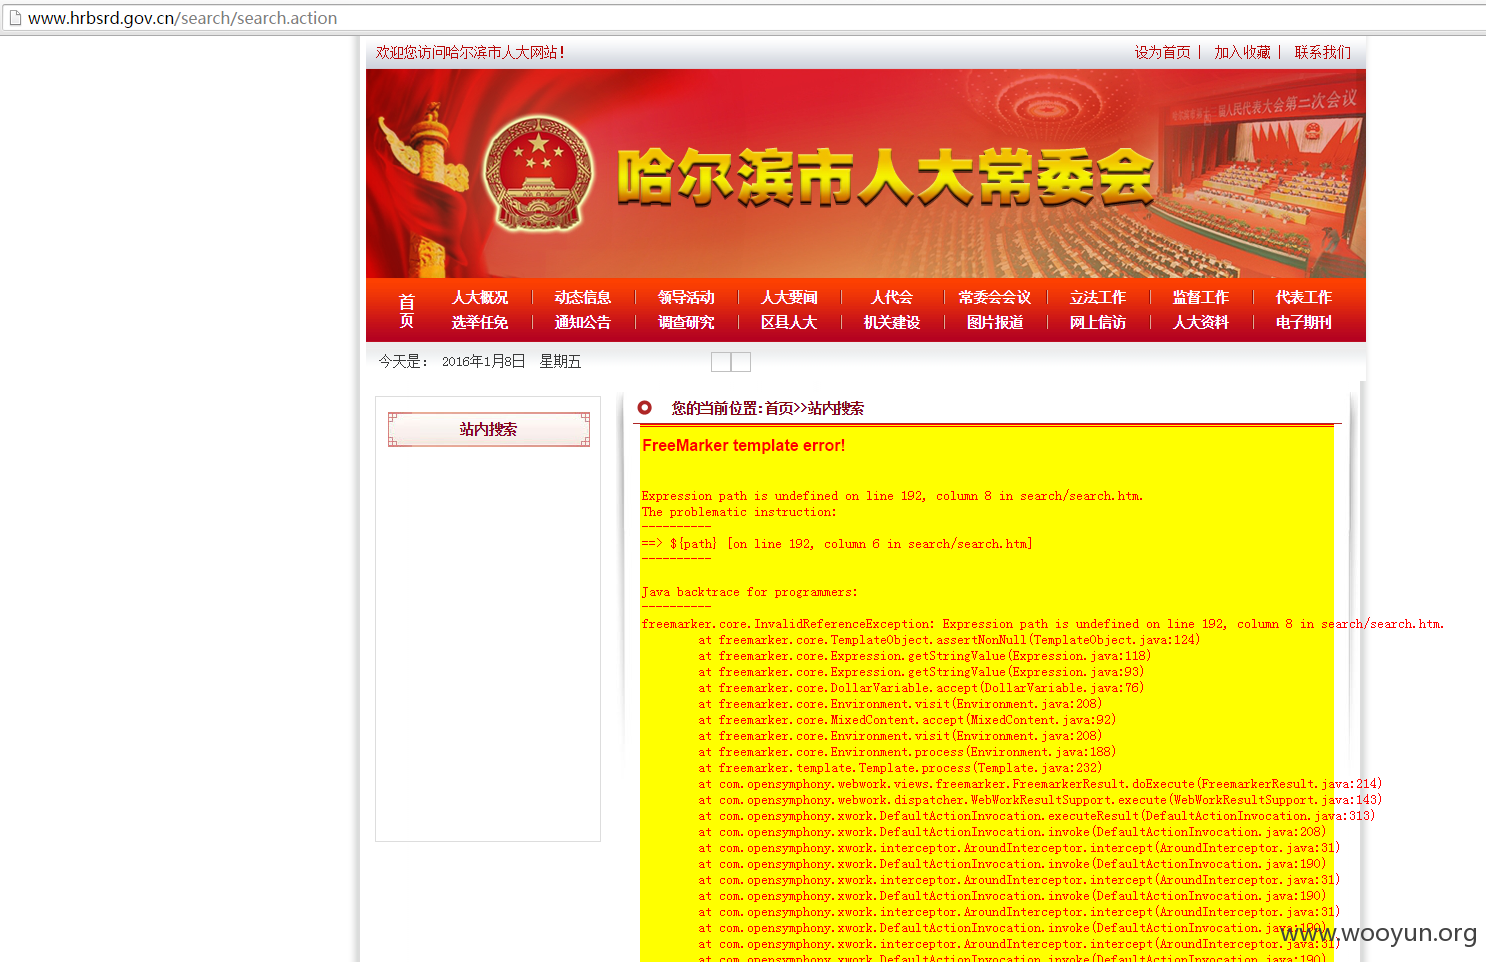 www.hrbsrd.gov.cn/search/search.action
欢迎您访问哈尔滨市人大网站!
设为首页 | 加入收藏 | 联系我们
哈尔滨市人大常委会
届人民代表大会第二次会议
首页
人大概况 | 动态信息 | 领导活动 | 人大要闻 | 人代会 | 常委会会议 | 立法工作 | 监督工作 | 代表工作
选举任免 | 通知公告 | 调查研究 | 区县人大 | 机关建设 | 图片报道 | 网上信访 | 人大资料 | 电子期刊
今天是： 2016年1月8日 星期五
站内搜索
您的当前位置:首页>>站内搜索
FreeMarker template error!
Expression path is undefined on line 192, column 8 in search/search.htm.
The problematic instruction:
----------
==> ${path} [on line 192, column 6 in search/search.htm]
----------
Java backtrace for programmers:
----------
freemarker.core.InvalidReferenceException: Expression path is undefined on line 192, column 8 in search/search.htm.
at freemarker.core.TemplateObject.assertNonNull(TemplateObject.java:124)
at freemarker.core.Expression.getStringValue(Expression.java:118)
at freemarker.core.Expression.getStringValue(Expression.java:93)
at freemarker.core.DollarVariable.accept(DollarVariable.java:76)
at freemarker.core.Environment.visit(Environment.java:208)
at freemarker.core.MixedContent.accept(MixedContent.java:92)
at freemarker.core.Environment.visit(Environment.java:208)
at freemarker.core.Environment.process(Environment.java:188)
at freemarker.template.Template.process(Template.java:232)
at com.opensymphony.webwork.views.freemarker.FreemarkerResult.doExecute(FreemarkerResult.java:214)
at com.opensymphony.webwork.dispatcher.WebWorkResultSupport.execute(WebWorkResultSupport.java:143)
at com.opensymphony.xwork.DefaultActionInvocation.executeResult(DefaultActionInvocation.java:313)
at com.opensymphony.xwork.DefaultActionInvocation.invoke(DefaultActionInvocation.java:208)
at com.opensymphony.xwork.interceptor.AroundInterceptor.intercept(AroundInterceptor.java:31)
at com.opensymphony.xwork.DefaultActionInvocation.invoke(DefaultActionInvocation.java:190)
at com.opensymphony.xwork.interceptor.AroundInterceptor.intercept(AroundInterceptor.java:31)
at com.opensymphony.xwork.DefaultActionInvocation.invoke(DefaultActionInvocation.java:190)
at com.opensymphony.xwork.interceptor.AroundInterceptor.intercept(AroundInterceptor.java:31)
at com.opensymphony.xwork.DefaultActionInvocation.invoke(DefaultActionInvocation.java:190)
at com.opensymphony.xwork.interceptor.AroundInterceptor.intercept(AroundInterceptor.java:31)
at com.opensymphony.xwork.DefaultActionInvocation.invoke(DefaultActionInvocation.java:190)
www.wooyun.org